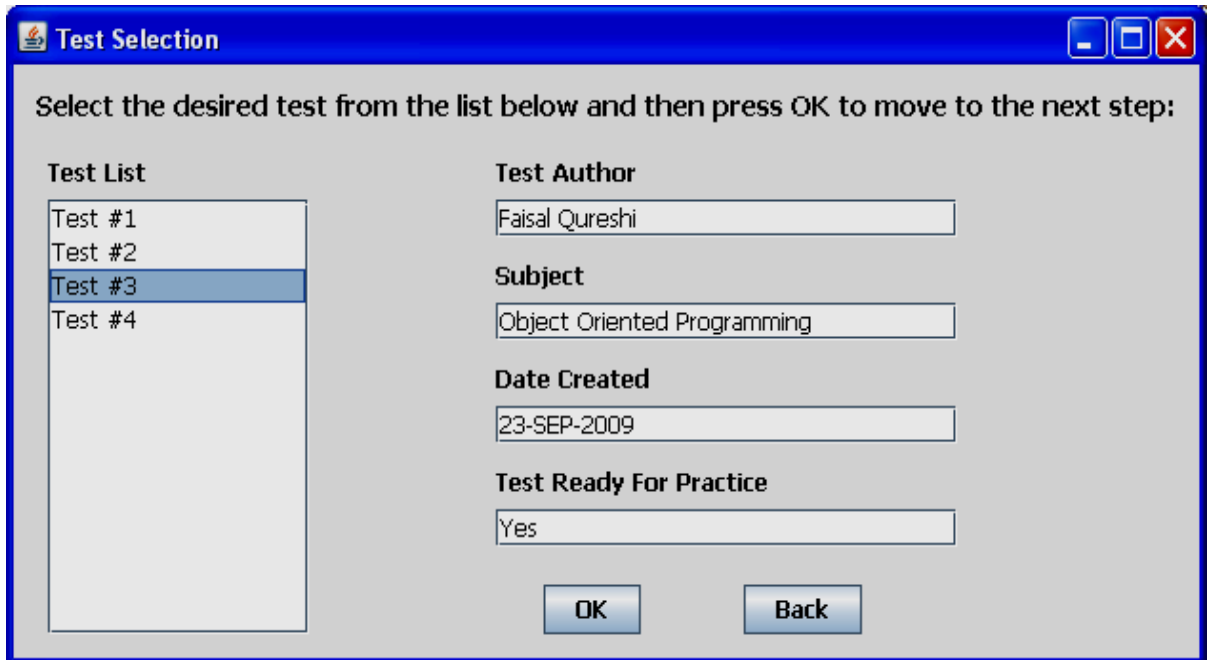 Test Selection
Select the desired test from the list below and then press OK to move to the next step:
Test List
Test #1
Test #2
Test #3
Test #4
Test Author
Faisal Qureshi
Subject
Object Oriented Programming
Date Created
23-SEP-2009
Test Ready For Practice
Yes
OK
Back